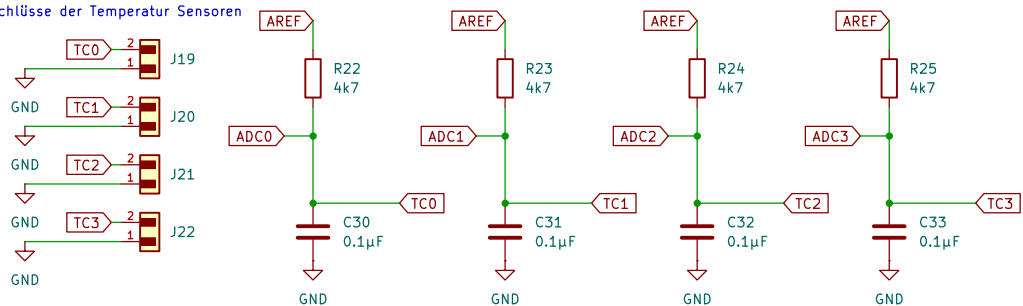 chlüsse der Temperatur Sensoren
TC0 2 1 J19
GND
TC1 2 1 J20
GND
TC2 2 1 J21
GND
TC3 2 1 J22
GND
AREF AREF AREF AREF
R22 R23 R24 R25
4k7 4k7 4k7 4k7
ADC0 ADC1 ADC2 ADC3
TC0 TC1 TC2 TC3
C30 C31 C32 C33
0.1µF 0.1µF 0.1µF 0.1µF
GND GND GND GND